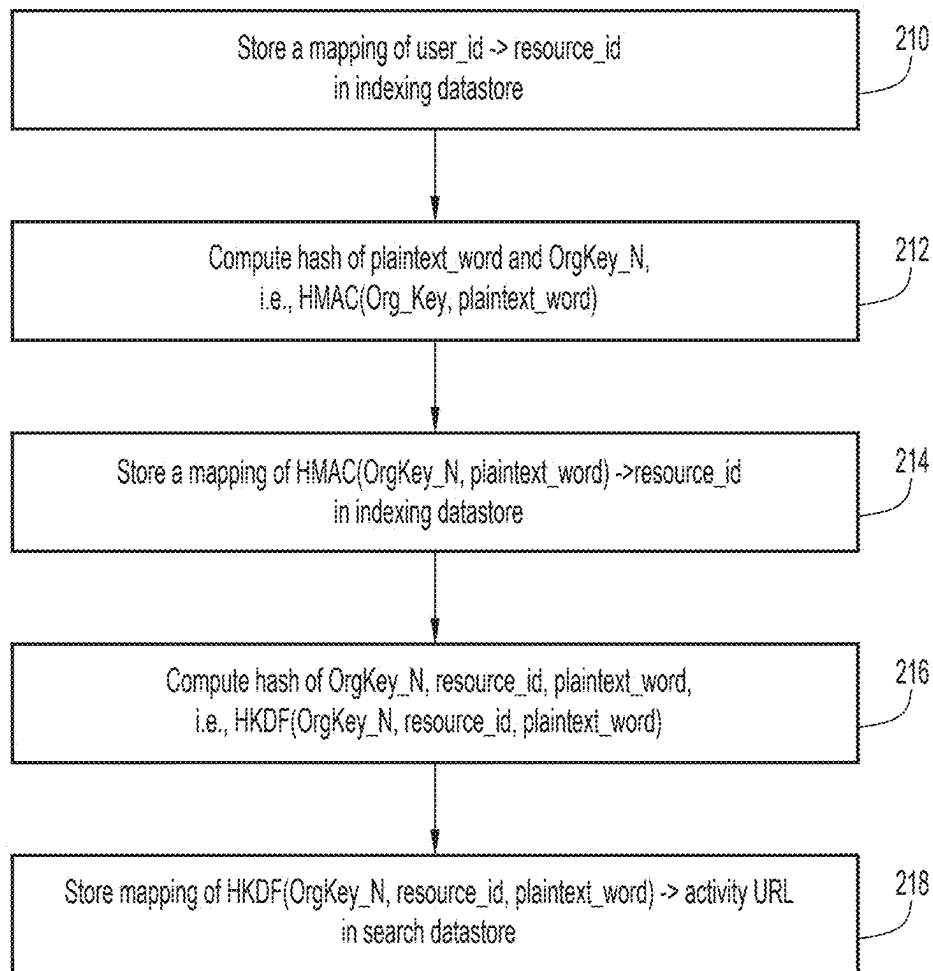 Store a mapping of user_id -> resource_id
in indexing datastore
210
Compute hash of plaintext_word and OrgKey_N,
i.e., HMAC(Org_Key, plaintext_word)
212
Store a mapping of HMAC(OrgKey_N, plaintext_word) ->resource_id
in indexing datastore
214
Compute hash of OrgKey_N, resource_id, plaintext_word,
i.e., HKDF(OrgKey_N, resource_id, plaintext_word)
216
Store mapping of HKDF(OrgKey_N, resource_id, plaintext_word) -> activity URL
in search datastore
218